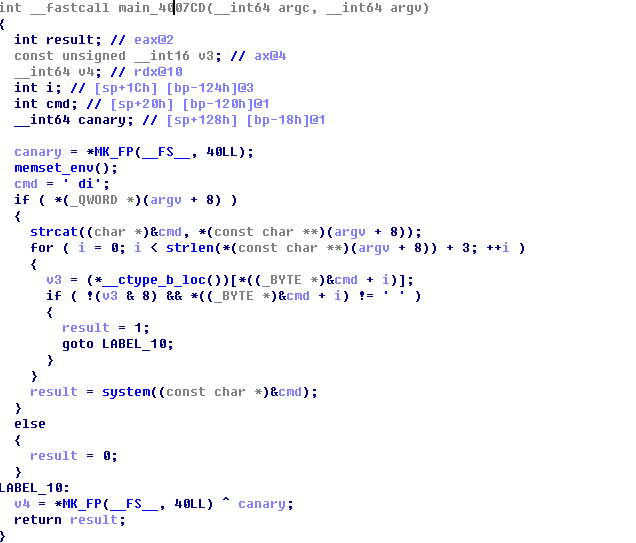 int __fastcall main_4007CD(__int64 argc, __int64 argv)
{
int result; // eax@2
const unsigned __int16 v3; // ax@4
__int64 v4; // rdx@10
int i; // [sp+1Ch] [bp-124h]@3
int cmd; // [sp+20h] [bp-120h]@1
__int64 canary; // [sp+128h] [bp-18h]@1
canary = *MK_FP(__FS__, 40LL);
memset_env();
cmd = ' di';
if ( *(_QWORD *)(argv + 8) )
{
strcat((char *)&cmd, *(const char **)(argv + 8));
for ( i = 0; i < strlen(*(const char **)(argv + 8)) + 3; ++i )
{
v3 = (*__ctype_b_loc())[*((_BYTE *)&cmd + i)];
if ( !(v3 & 8) && *((_BYTE *)&cmd + i) != ' ' )
{
result = 1;
goto LABEL_10;
}
}
result = system((const char *)&cmd);
}
else
{
result = 0;
}
LABEL_10:
v4 = *MK_FP(__FS__, 40LL) ^ canary;
return result;
}